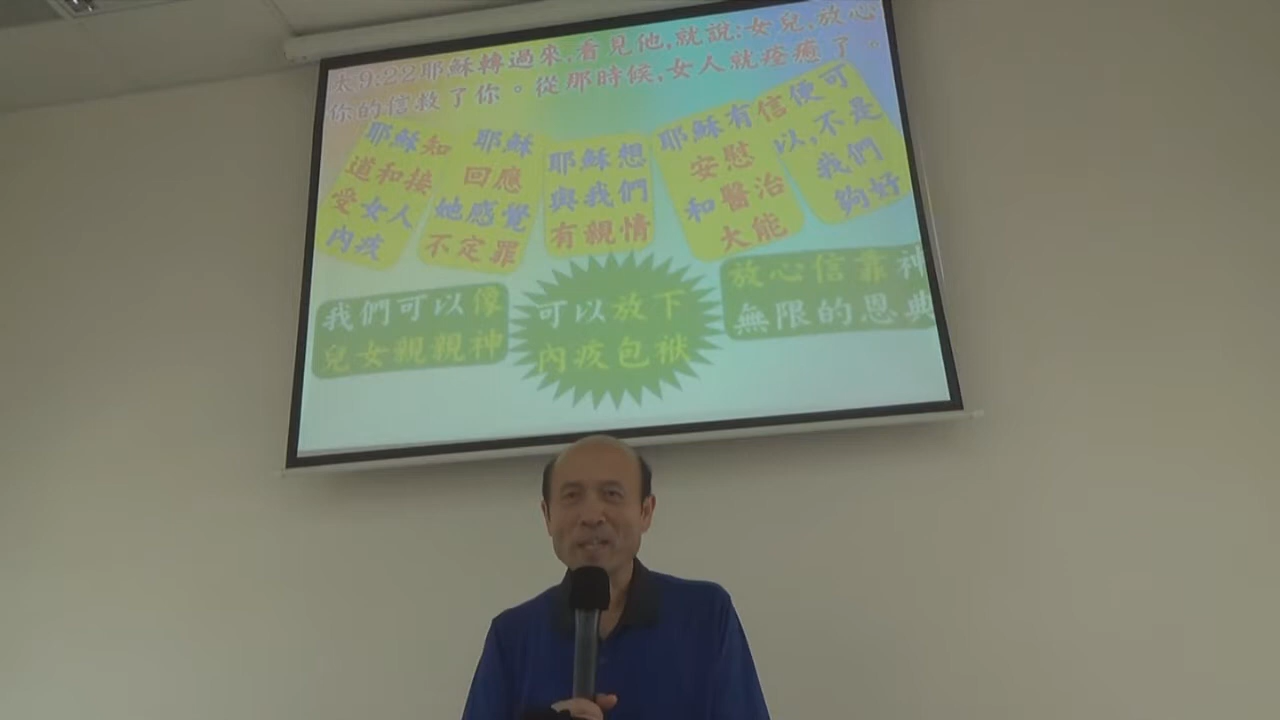 太9:22耶穌轉過來,看見他,就說:女兒,放心
你的信救了你。從那時候,女人就痊癒了。
耶穌知
道和接
受女人
內疚
耶穌
回應
她感覺
不定罪
耶穌想
與我們
有親情
耶穌有
安慰
和醫治
大能
信便可
以,不是
我們
夠好
我們可以像
兒女親親神
可以放下
內疚包袱
放心信靠神
無限的恩典